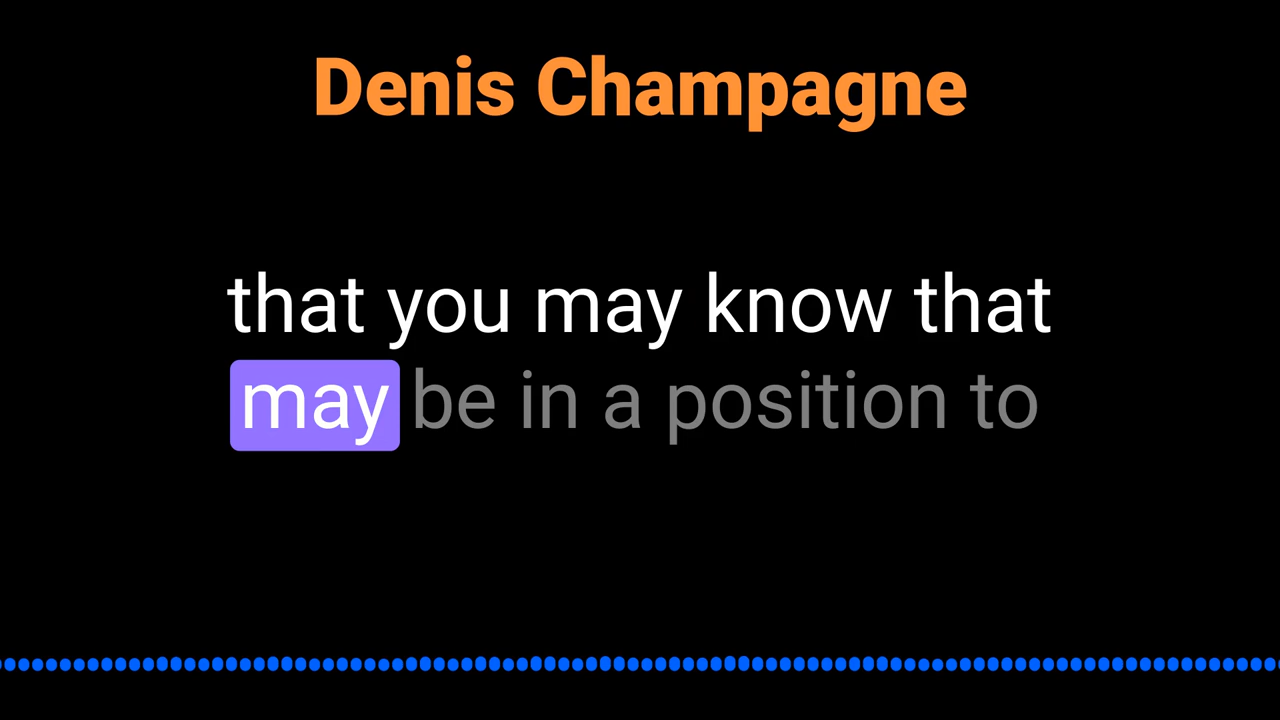 Denis Champagne
that you may know that
may be in a position to